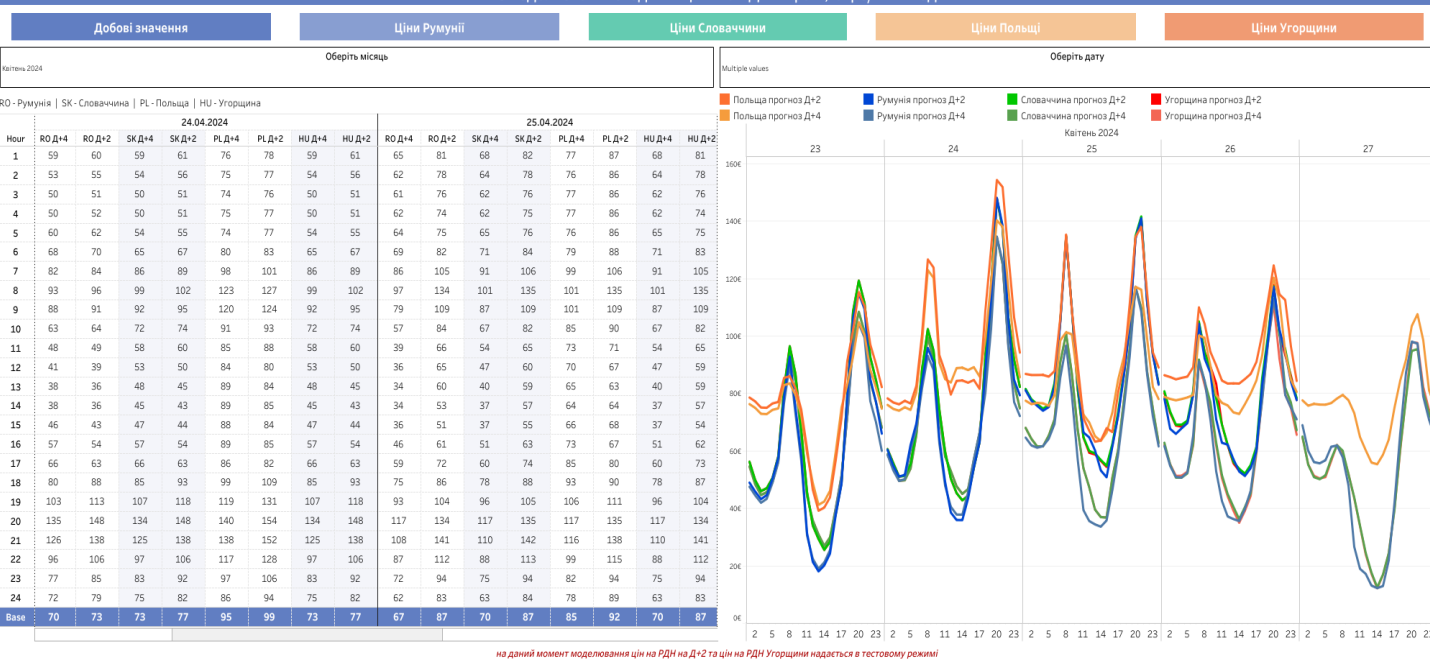 Добові значення
Ціни Румунії
Ціни Словаччини
Ціни Польщі
Ціни Угорщини
Оберіть місяць
Квітень 2024
Оберіть дату
Multiple values
RO - Румунія | SK - Словаччина | PL - Польща | HU - Угорщина
24.04.2024 25.04.2024
Hour RO Д+4 RO Д+2 SK Д+4 SK Д+2 PL Д+4 PL Д+2 HU Д+4 HU Д+2 RO Д+4 RO Д+2 SK Д+4 SK Д+2 PL Д+4 PL Д+2 HU Д+4 HU Д+2
1 59 60 59 61 76 78 59 61 65 81 68 82 77 87 68 81
2 53 55 54 56 75 77 54 56 62 78 64 78 76 86 64 78
3 50 51 50 51 74 76 50 51 61 76 62 76 77 86 62 76
4 50 52 50 51 75 77 50 51 62 74 62 75 77 86 62 74
5 60 62 54 55 74 77 54 55 64 75 65 76 76 86 65 75
6 68 70 65 67 80 83 65 67 69 82 71 84 79 88 71 83
7 82 84 86 89 98 101 86 89 86 105 91 106 99 106 91 105
8 93 96 99 102 123 127 99 102 97 134 101 135 101 135 101 135
9 88 91 92 95 120 124 92 95 79 109 87 109 101 109 87 109
10 63 64 72 74 91 93 72 74 57 84 67 82 85 90 67 82
11 48 49 58 60 85 88 58 60 39 66 54 65 73 71 54 65
12 41 39 53 50 84 80 53 50 36 65 47 60 70 67 47 59
13 38 36 48 45 89 84 48 45 34 60 40 59 65 63 40 59
14 38 36 45 43 89 85 45 43 34 53 37 57 64 64 37 57
15 46 43 47 44 88 84 47 44 36 51 37 55 66 68 37 54
16 57 54 57 54 89 85 57 54 46 61 51 63 73 67 51 62
17 66 63 66 63 86 82 66 63 59 72 60 74 85 80 60 73
18 80 88 85 93 99 109 85 93 75 86 78 88 93 90 78 87
19 103 113 107 118 119 131 107 118 93 104 96 105 106 111 96 104
20 135 148 134 148 140 154 134 148 117 134 117 135 117 135 117 134
21 126 138 125 138 138 152 125 138 108 141 110 142 116 138 110 141
22 96 106 97 106 117 128 97 106 87 112 88 113 99 115 88 112
23 77 85 83 92 97 106 83 92 72 94 75 94 82 94 75 94
24 72 79 75 82 86 94 75 82 62 83 63 84 78 89 63 83
Base 70 73 73 77 95 99 73 77 67 87 70 87 85 92 70 87
Польща прогноз Д+2 Румунія прогноз Д+2 Словаччина прогноз Д+2 Угорщина прогноз Д+2
Польща прогноз Д+4 Румунія прогноз Д+4 Словаччина прогноз Д+4 Угорщина прогноз Д+4
Квітень 2024
23 24 25 26 27
160€
140€
120€
100€
80€
60€
40€
20€
0€
2 5 8 11 14 17 20 23 2 5 8 11 14 17 20 23 2 5 8 11 14 17 20 23 2 5 8 11 14 17 20 23 2 5 8 11 14 17 20 23
на даний момент моделювання цін на РДН на Д+2 та цін на РДН Угорщини надається в тестовому режимі